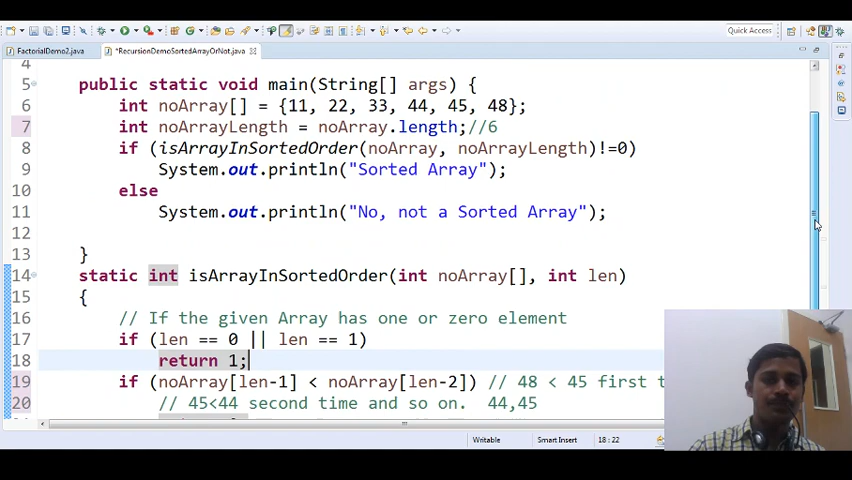 Quick Access
FactorialDemo2.java
*RecursionDemoSortedArrayOrNot.java
4
5 public static void main(String[] args) {
6 int noArray[] = {11, 22, 33, 44, 45, 48};
7 int noArrayLength = noArray.length;//6
8 if (isArrayInSortedOrder(noArray, noArrayLength)!=0)
9 System.out.println("Sorted Array");
10 else
11 System.out.println("No, not a Sorted Array");
12
13 }
14 static int isArrayInSortedOrder(int noArray[], int len)
15 {
16 // If the given Array has one or zero element
17 if (len == 0 || len == 1)
18 return 1;
19 if (noArray[len-1] < noArray[len-2]) // 48 < 45 first t
20 // 45<44 second time and so on. 44,45
Writable
Smart Insert
18 : 22